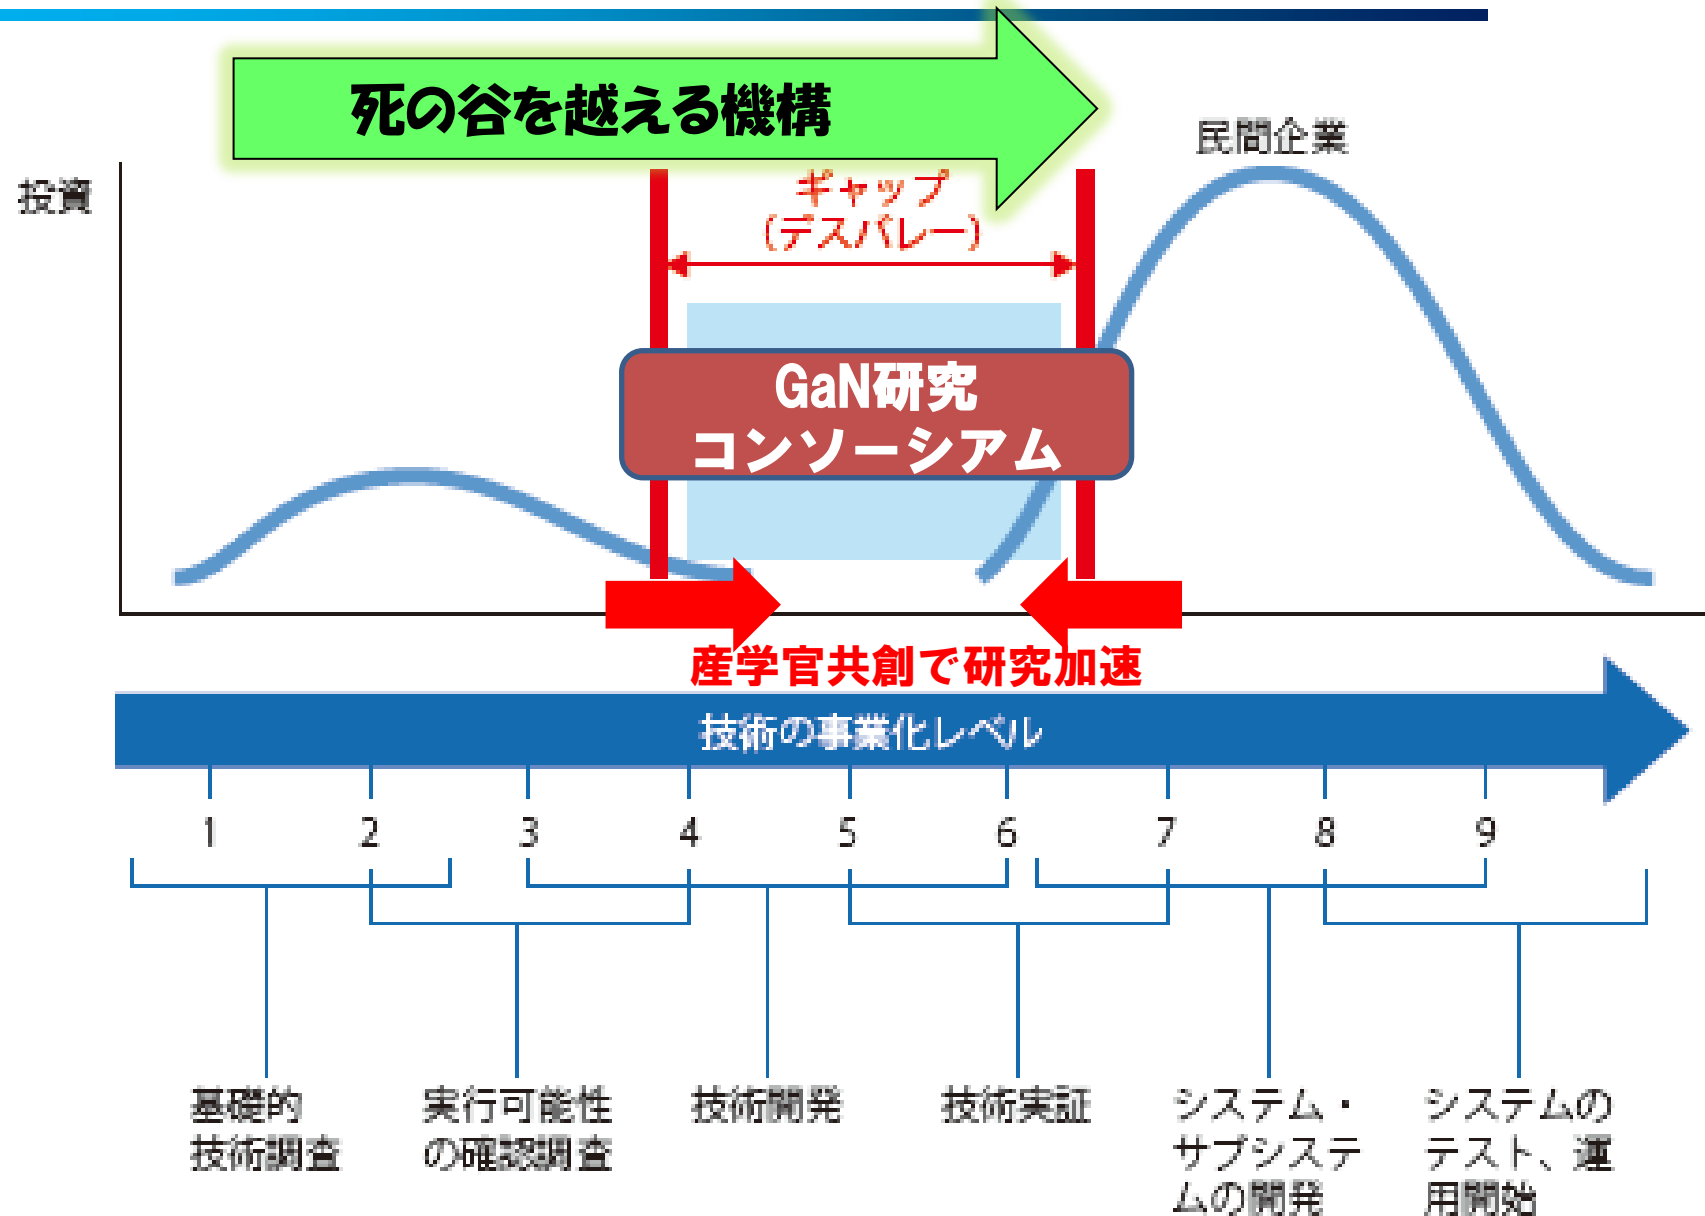 死の谷を越える機構
民間企業
投資
ギャップ
(デスバレー)
GaN研究
コンソーシアム
産学官共創で研究加速
技術の事業化レベル
1 2 3 4 5 6 7 8 9
基礎的
技術調査
実行可能性
の確認調査
技術開発
技術実証
システム・
サブシステ
ムの開発
システムの
テスト、運
用開始